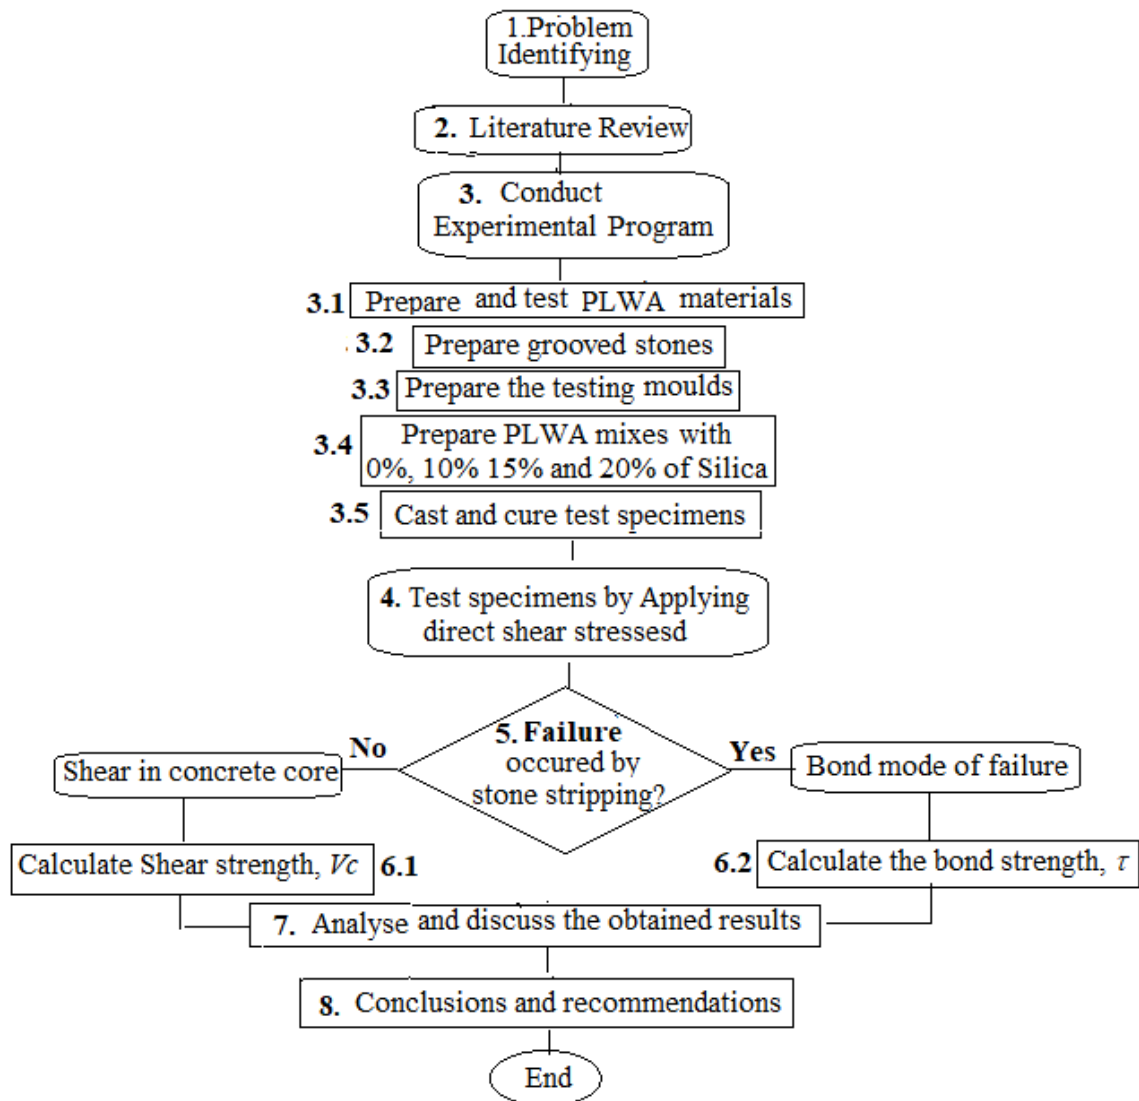 1.Problem
Identifying
2. Literature Review
3. Conduct
Experimental Program
3.1 Prepare and test PLWA materials
. 3.2 Prepare grooved stones
3.3 Prepare the testing moulds
3.4 Prepare PLWA mixes with
0%, 10% 15% and 20% of Silica
3.5 Cast and cure test specimens
4. Test specimens by Applying
direct shear stressesd
5. Failure
occured by
stone stripping?
No
Yes
Shear in concrete core
Bond mode of failure
Calculate Shear strength, Vc 6.1
6.2 Calculate the bond strength, τ
7. Analyse and discuss the obtained results
8. Conclusions and recommendations
End